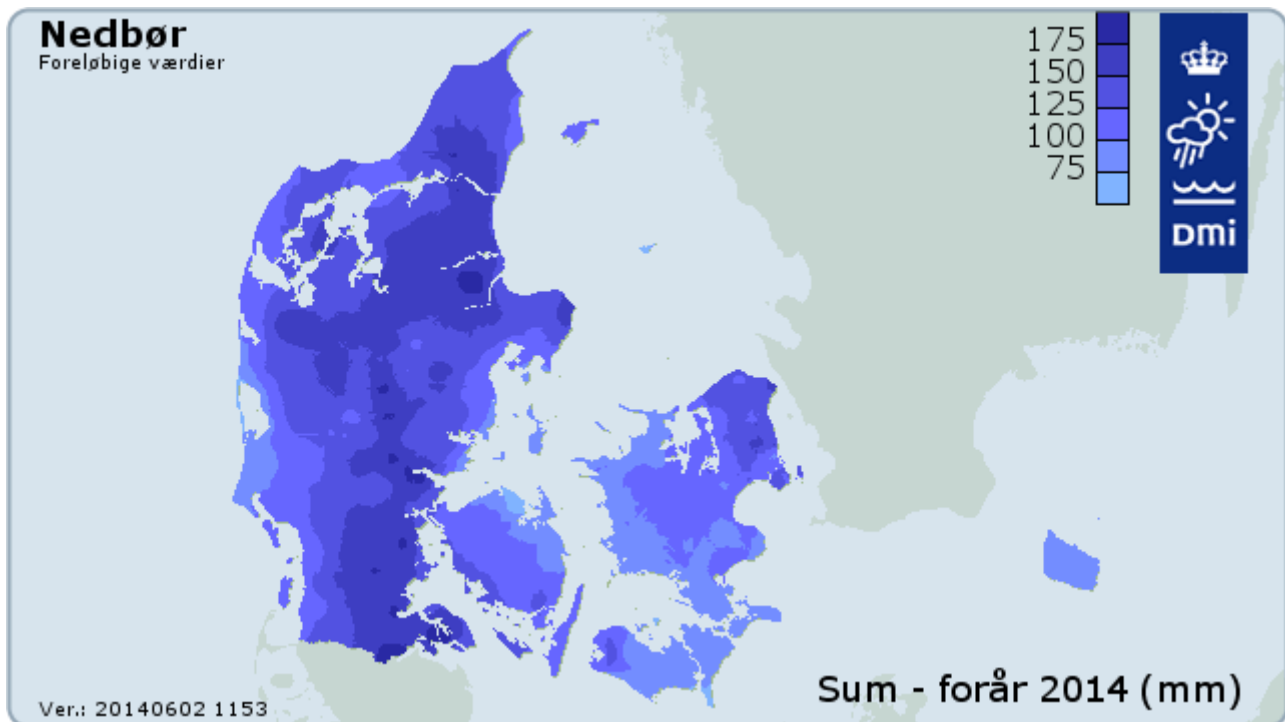 Nedbør
Foreløbige værdier
175
150
125
100
75
DMi
Sum - forår 2014 (mm)
Ver.: 20140602 1153